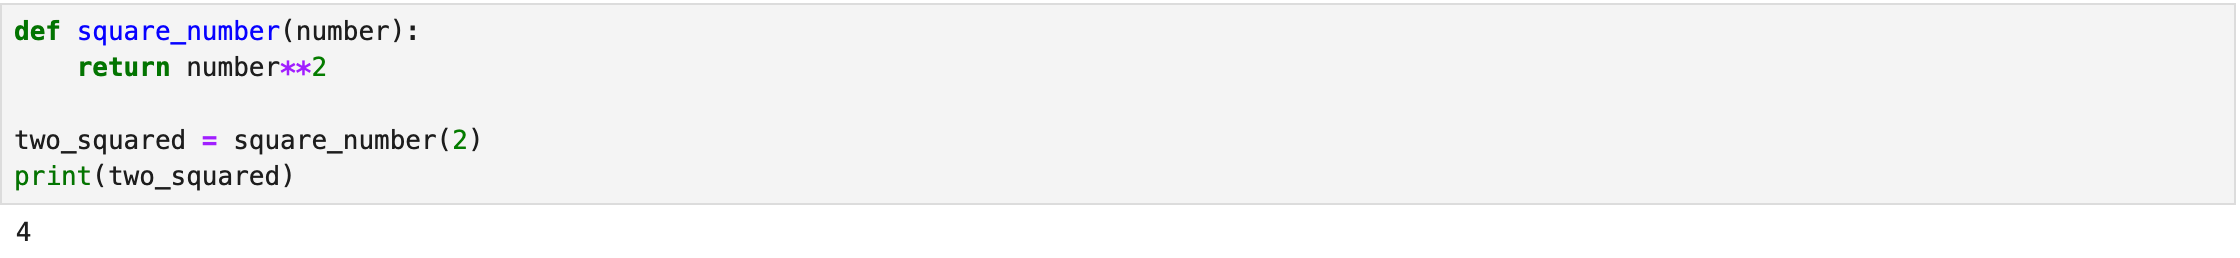 def square_number(number):
    return number**2

two_squared = square_number(2)
print(two_squared)
4